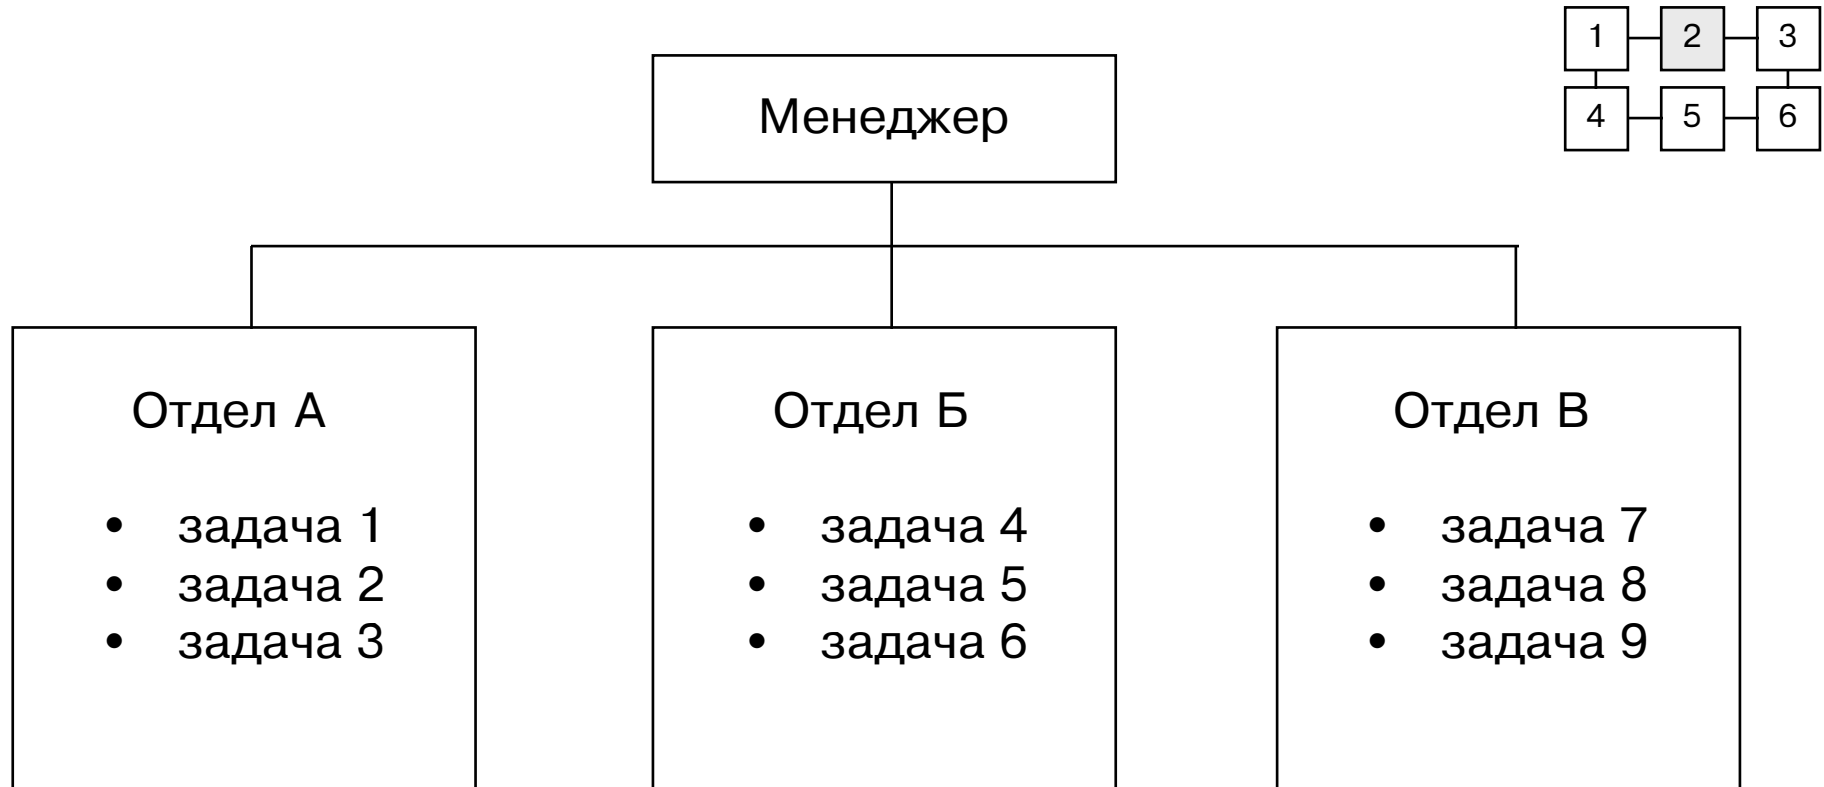 1 2 3
4 5 6
Менеджер
Отдел А
• задача 1
• задача 2
• задача 3
Отдел Б
• задача 4
• задача 5
• задача 6
Отдел В
• задача 7
• задача 8
• задача 9